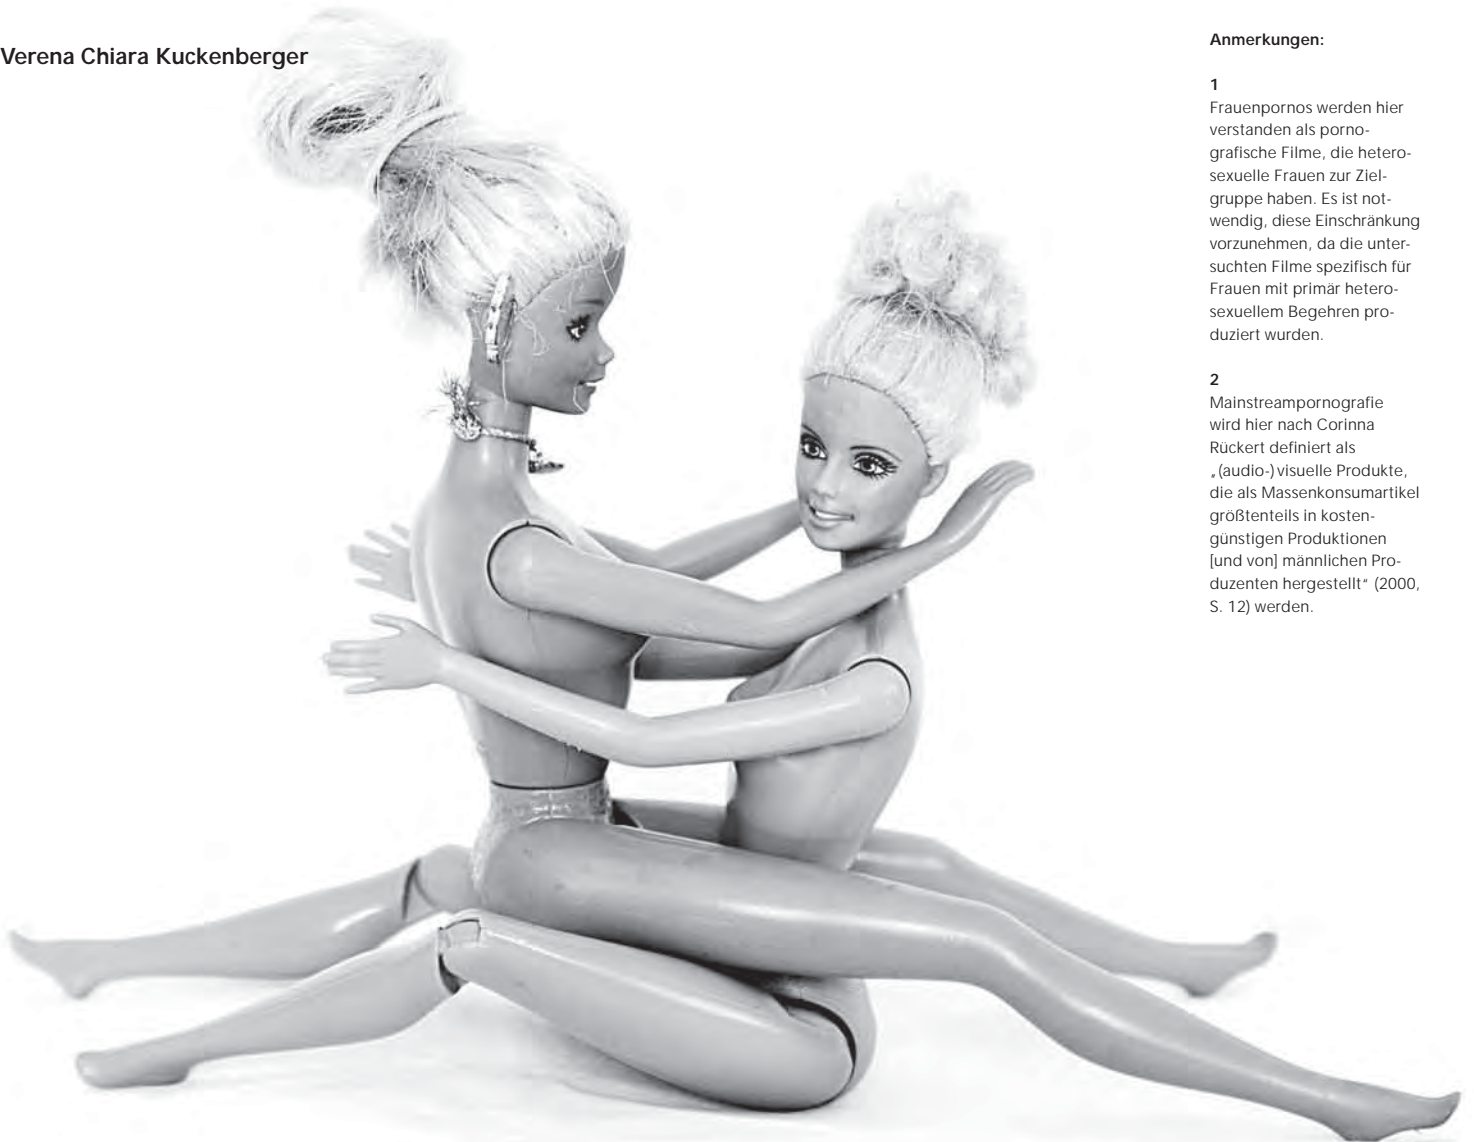 Verena Chiara Kuckenberger
Anmerkungen:
1
Frauenpornos werden hier
verstanden als porno-
grafische Filme, die hetero-
sexuelle Frauen zur Ziel-
gruppe haben. Es ist not-
wendig, diese Einschränkung
vorzunehmen, da die unter-
suchten Filme spezifisch für
Frauen mit primär hetero-
sexuellem Begehren pro-
duziert wurden.
2
Mainstreampornografie
wird hier nach Corinna
Rückert definiert als
„(audio-)visuelle Produkte,
die als Massenkonsumartikel
größtenteils in kosten-
günstigen Produktionen
[und von] männlichen Pro-
duzenten hergestellt“ (2000,
S. 12) werden.